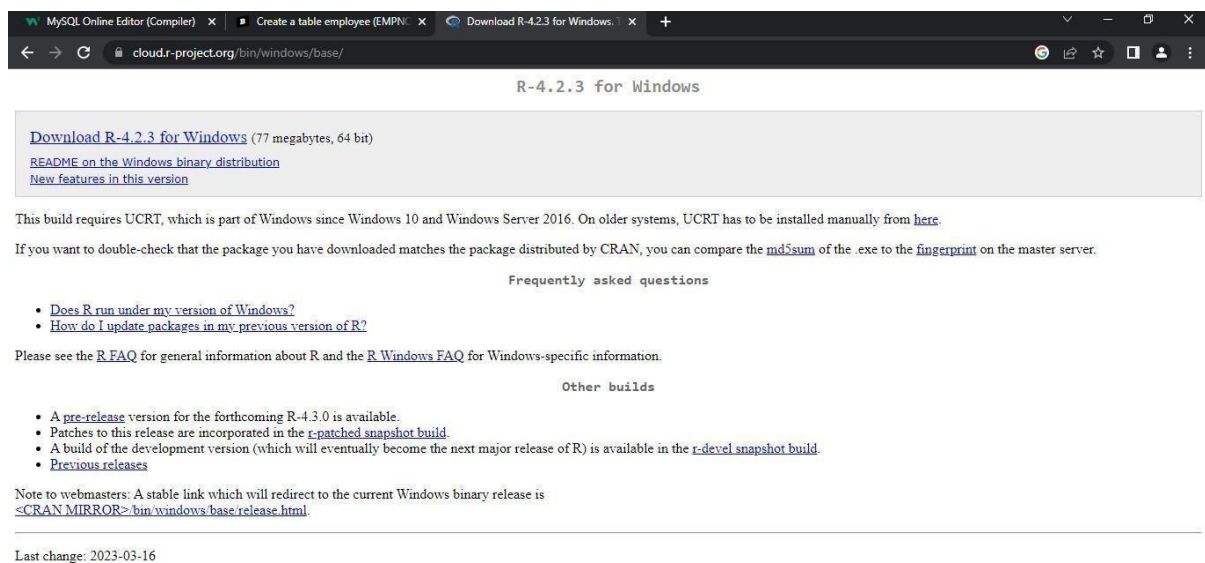 MySQL Online Editor (Compiler)
Create a table employee (EMPNO
Download R-4.2.3 for Windows. T
cloud.r-project.org/bin/windows/base/
R-4.2.3 for Windows
Download R-4.2.3 for Windows (77 megabytes, 64 bit)
README on the Windows binary distribution
New features in this version
This build requires UCRT, which is part of Windows since Windows 10 and Windows Server 2016. On older systems, UCRT has to be installed manually from here.
If you want to double-check that the package you have downloaded matches the package distributed by CRAN, you can compare the md5sum of the .exe to the fingerprint on the master server.
Frequently asked questions
• Does R run under my version of Windows?
• How do I update packages in my previous version of R?
Please see the R FAQ for general information about R and the R Windows FAQ for Windows-specific information.
Other builds
• A pre-release version for the forthcoming R-4.3.0 is available.
• Patches to this release are incorporated in the r-patched snapshot build.
• A build of the development version (which will eventually become the next major release of R) is available in the r-devel snapshot build.
• Previous releases
Note to webmasters: A stable link which will redirect to the current Windows binary release is
<CRAN MIRROR>/bin/windows/base/release.html.
Last change: 2023-03-16